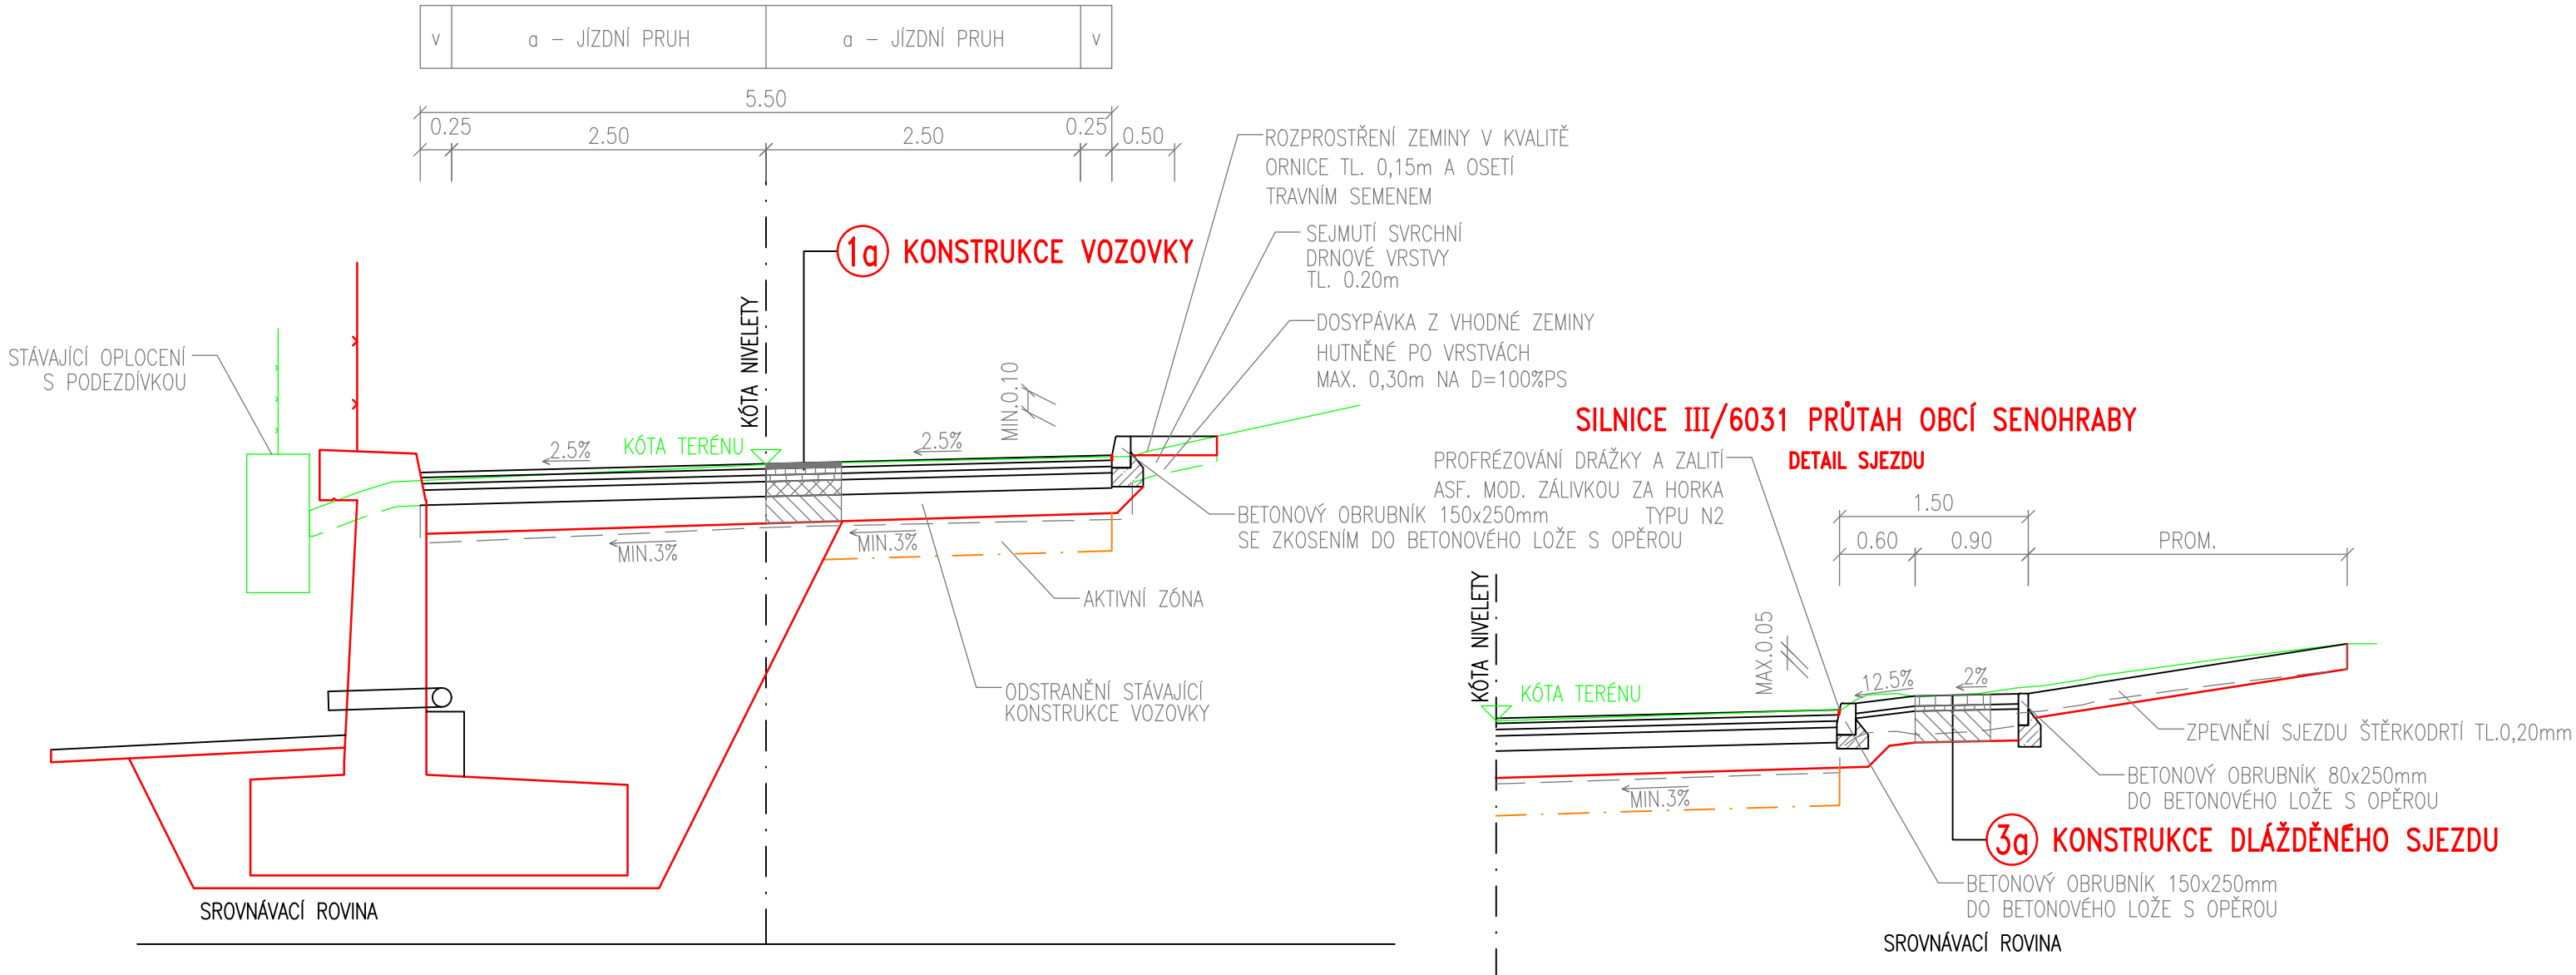 v
a – JÍZDNÍ PRUH
a – JÍZDNÍ PRUH
v
5.50
0.25
2.50
2.50
0.25
0.50
ROZPROSTŘENÍ ZEMINY V KVALITĚ
ORNICE TL. 0,15m A OSETÍ
TRAVNÍM SEMENEM
SEJMUTÍ SVRCHNÍ
DRNOVÉ VRSTVY
TL. 0.20m
1a KONSTRUKCE VOZOVKY
DOSYPÁVKA Z VHODNÉ ZEMINY
HUTNĚNÉ PO VRSTVÁCH
MAX. 0,30m NA D=100%PS
STÁVAJÍCÍ OPLOCENÍ
S PODEZDÍVKOU
KÓTA NIVELETY
MIN.0.10
2.5%
KÓTA TERÉNU
2.5%
BETONOVÝ OBRUBNÍK 150x250mm
SE ZKOSENÍM DO BETONOVÉHO LOŽE S OPĚROU
MIN.3%
MIN.3%
AKTIVNÍ ZÓNA
ODSTRANĚNÍ STÁVAJÍCÍ
KONSTRUKCE VOZOVKY
SROVNÁVACÍ ROVINA
SILNICE III/6031 PRŮTAH OBCÍ SENOHRABY
DETAIL SJEZDU
PROFRÉZOVÁNÍ DRÁŽKY A ZALITÍ
ASF. MOD. ZÁLIVKOU ZA HORKA
TYPU N2
1.50
0.60
0.90
PROM.
KÓTA NIVELETY
MAX.0.05
KÓTA TERÉNU
12.5%
2%
MIN.3%
ZPEVNĚNÍ SJEZDU ŠTĚRKODRTÍ TL.0,20mm
BETONOVÝ OBRUBNÍK 80x250mm
DO BETONOVÉHO LOŽE S OPĚROU
3a KONSTRUKCE DLÁŽDĚNÉHO SJEZDU
BETONOVÝ OBRUBNÍK 150x250mm
DO BETONOVÉHO LOŽE S OPĚROU
SROVNÁVACÍ ROVINA